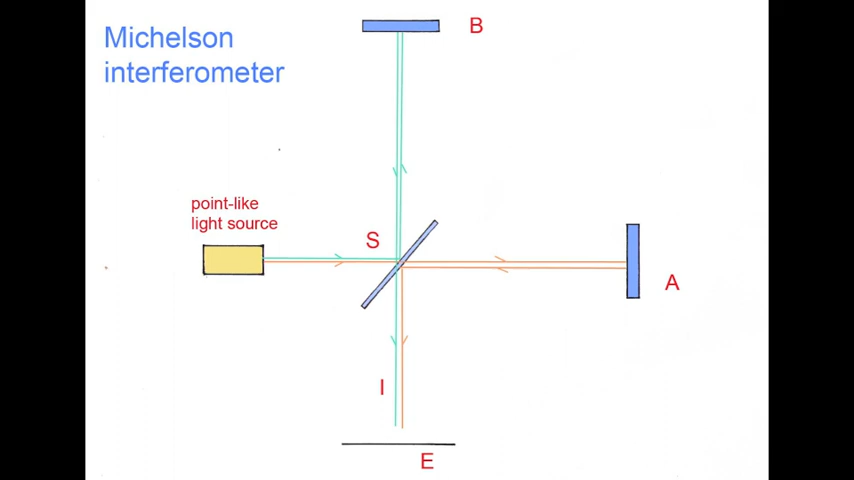 Michelson
interferometer
B
point-like
light source
S
A
I
E